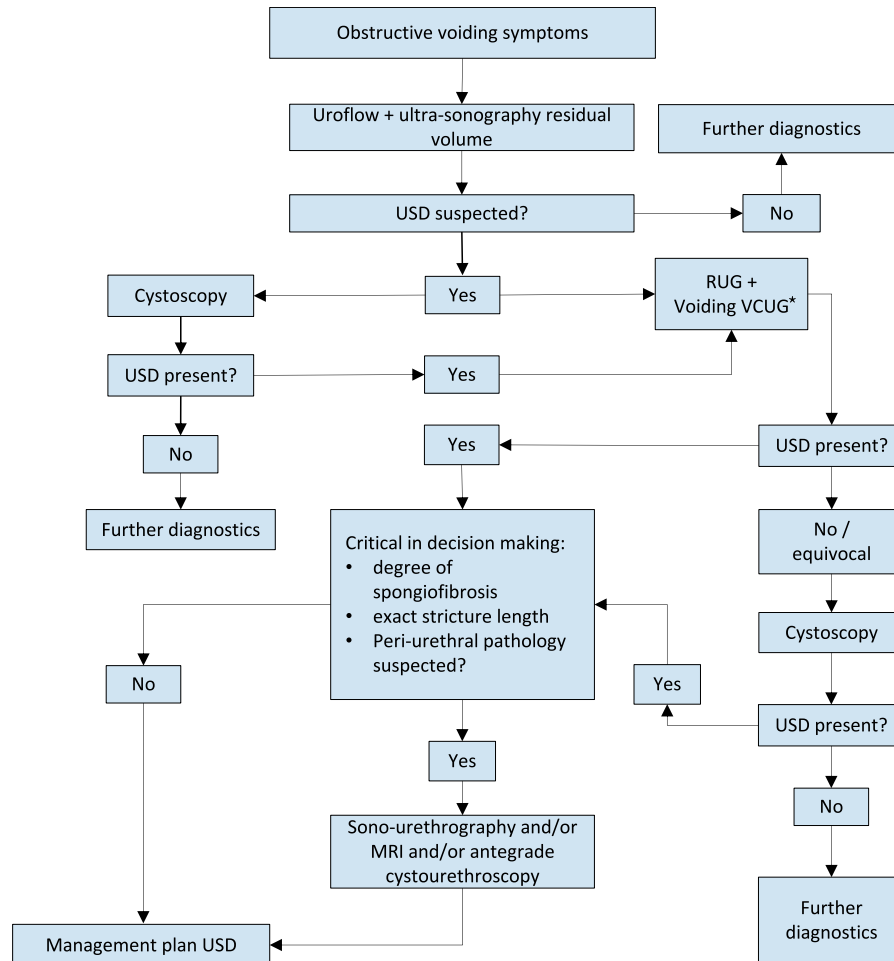 Obstructive voiding symptoms
Uroflow + ultra-sonography residual
volume
Further diagnostics
USD suspected?
No
Cystoscopy
Yes
RUG +
Voiding VCUG*
USD present?
Yes
No
Yes
USD present?
Further diagnostics
Critical in decision making:
• degree of
spongiofibrosis
• exact stricture length
• Peri-urethral pathology
suspected?
No /
equivocal
Cystoscopy
No
Yes
USD present?
Yes
No
Sono-urethrography and/or
MRI and/or antegrade
cystourethroscopy
Further
diagnostics
Management plan USD